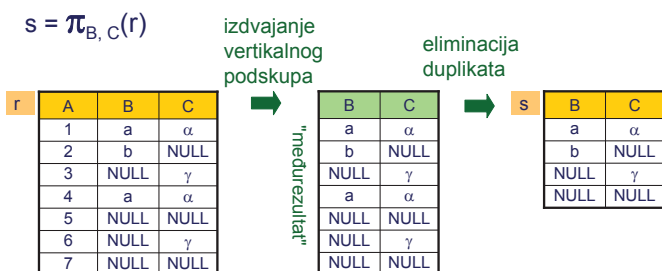 s = π B, C(r)
izdvajanje
vertikalnog
podskupa
eliminacija
duplikata
r
A B C
1 a α
2 b NULL
3 NULL γ
4 a α
5 NULL NULL
6 NULL γ
7 NULL NULL
"međurezultat"
B C
a α
b NULL
NULL γ
a α
NULL NULL
NULL γ
NULL NULL
s
B C
a α
b NULL
NULL γ
NULL NULL